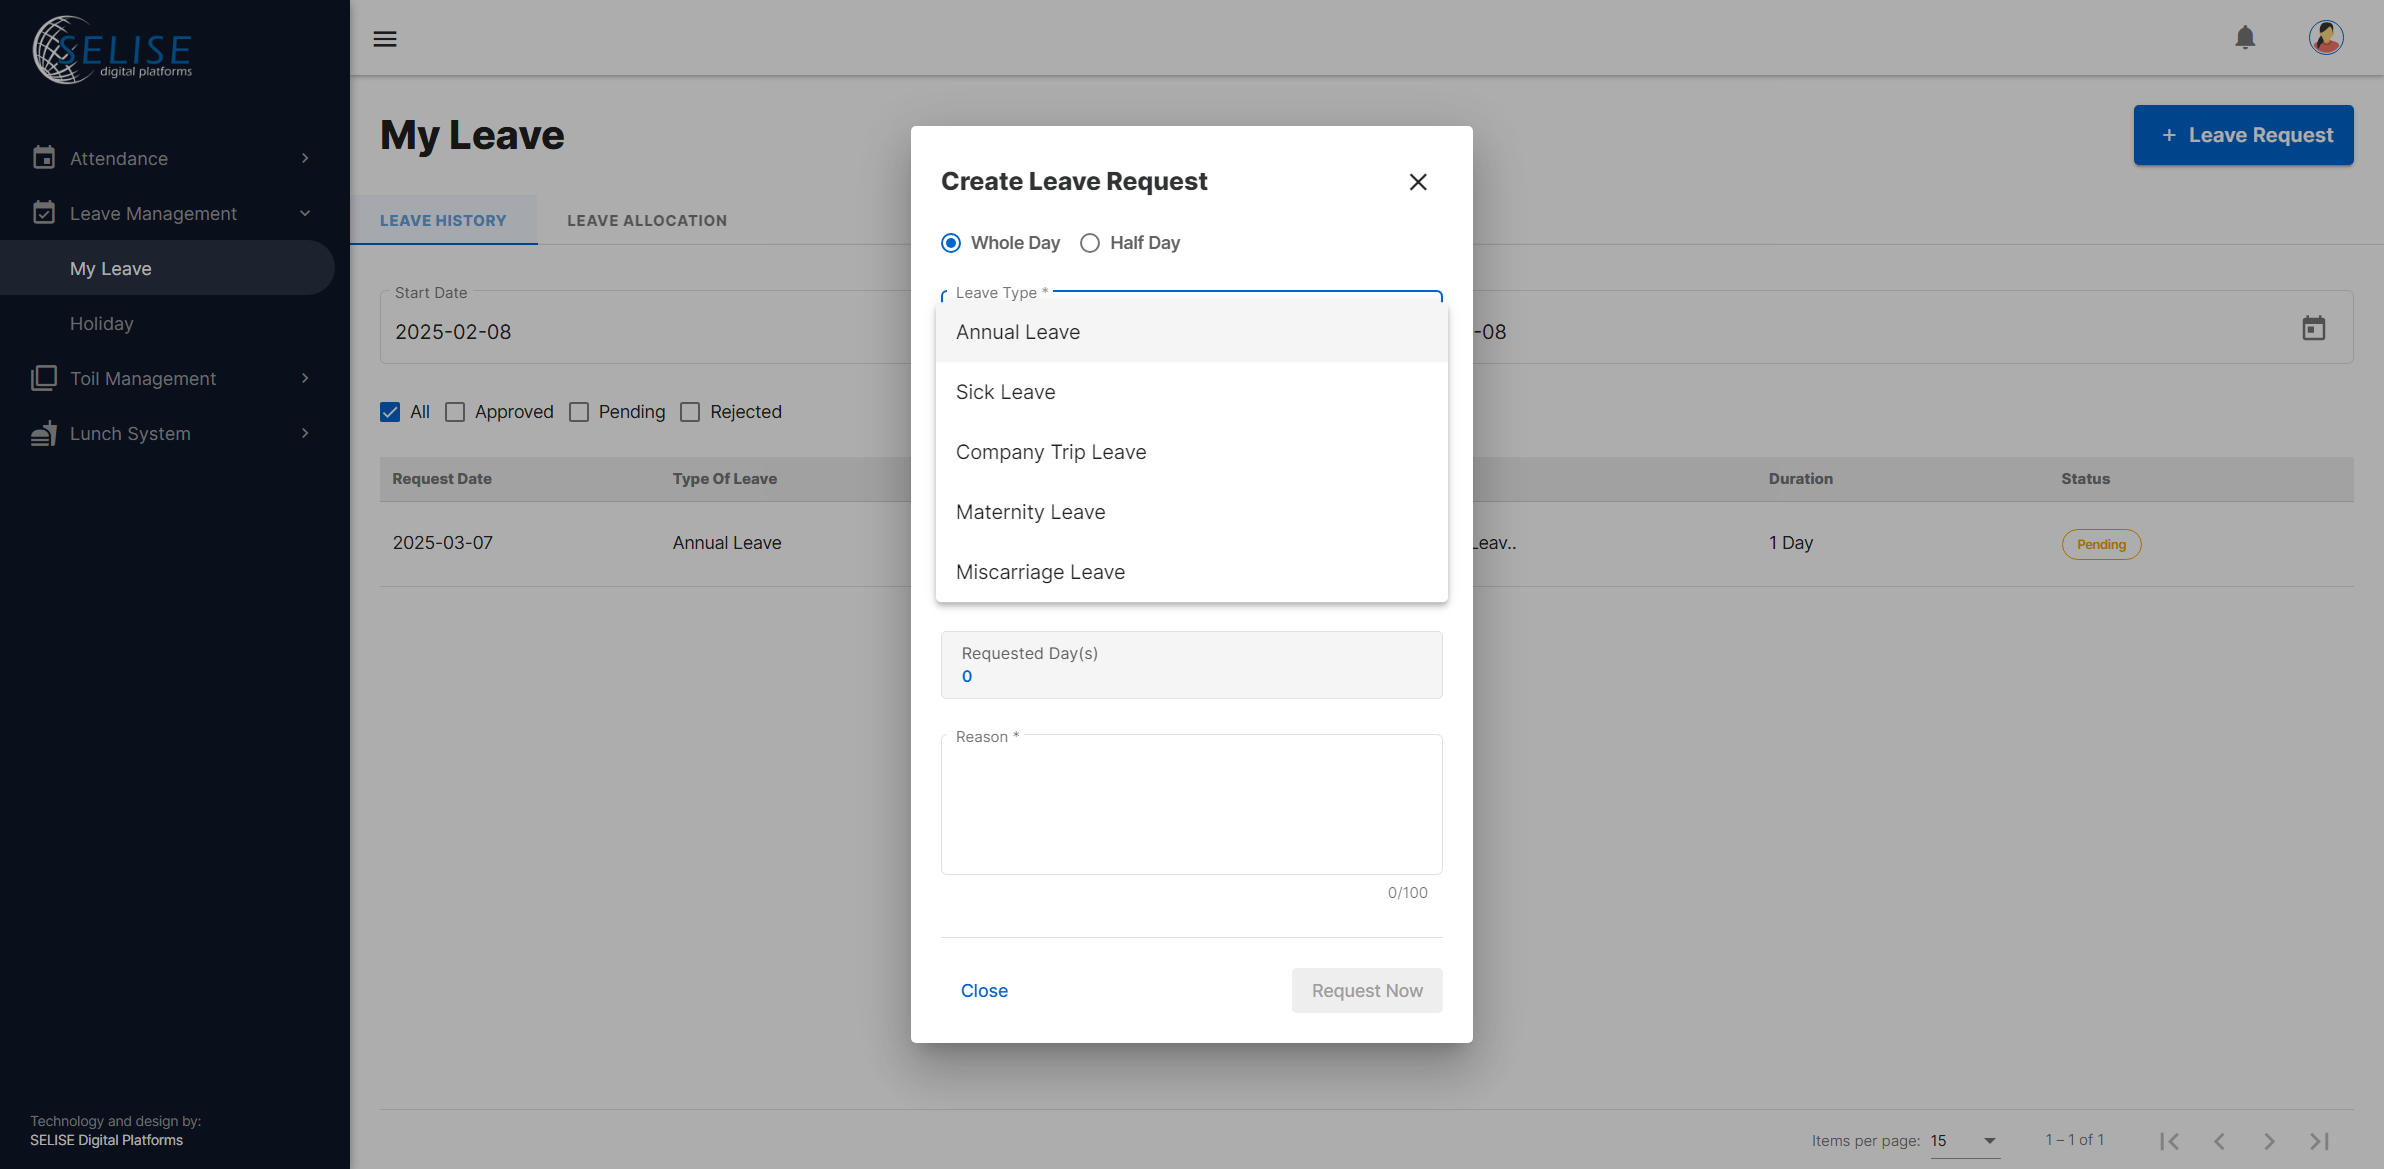 SELISE
digital platforms
Attendance
Leave Management
My Leave
Holiday
Toil Management
Lunch System
Technology and design by:
SELISE Digital Platforms
My Leave
+ Leave Request
LEAVE HISTORY
LEAVE ALLOCATION
Start Date
2025-02-08
-08
All
Approved
Pending
Rejected
Request Date
Type Of Leave
Duration
Status
2025-03-07
Annual Leave
Leav..
1 Day
Pending
Create Leave Request
Whole Day
Half Day
Leave Type *
Annual Leave
Sick Leave
Company Trip Leave
Maternity Leave
Miscarriage Leave
Requested Day(s)
0
Reason *
0/100
Close
Request Now
Items per page: 15
1 – 1 of 1